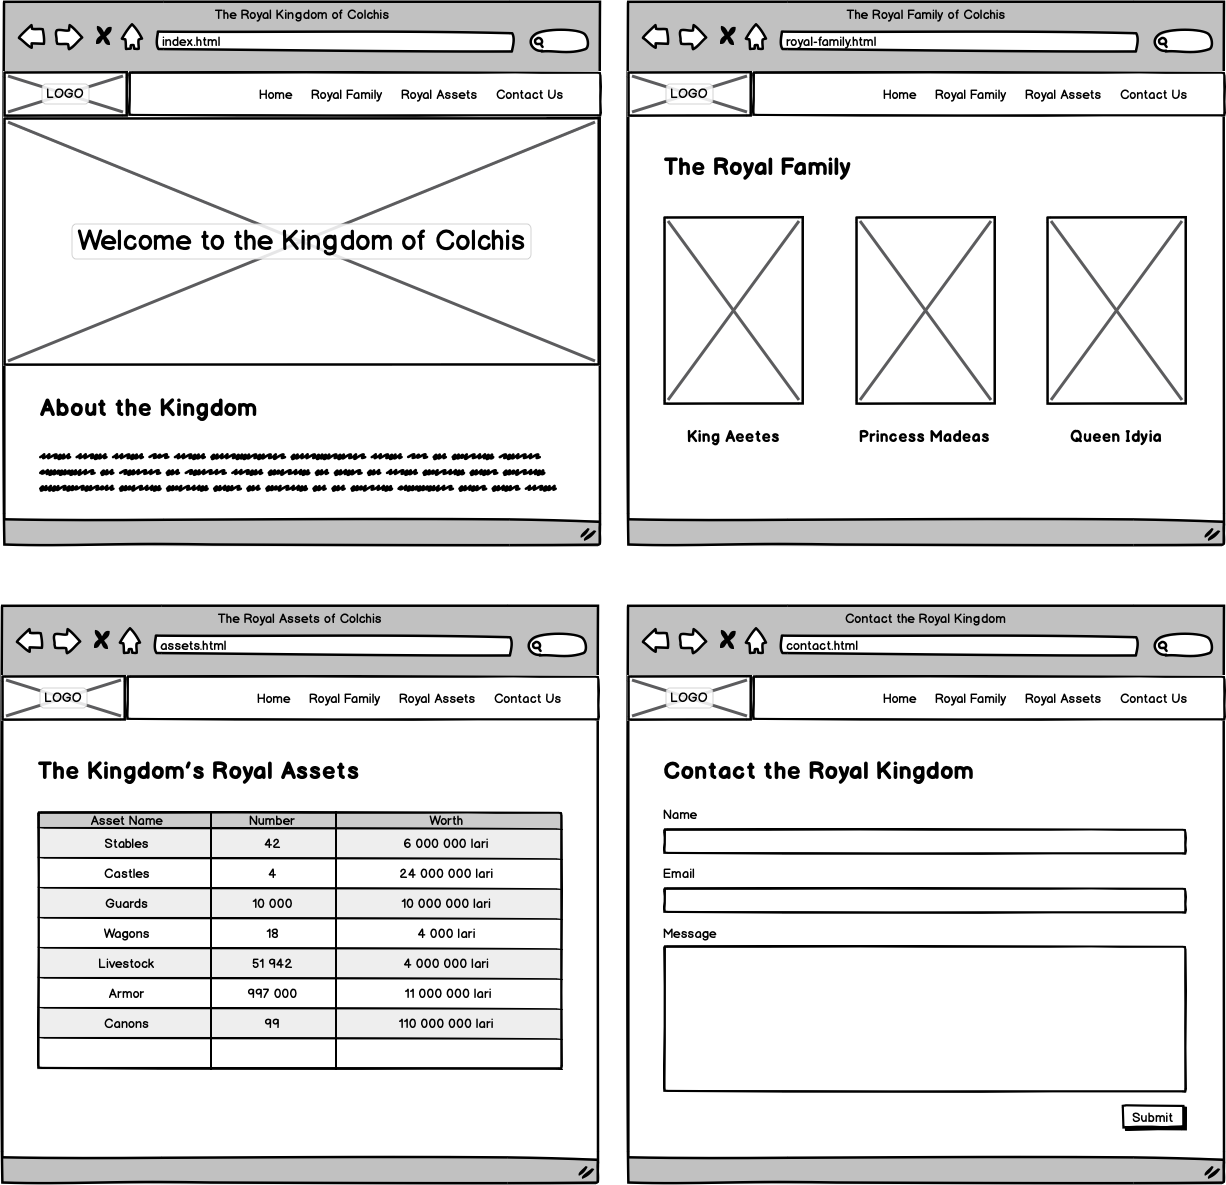 The Royal Kingdom of Colchis
index.html
LOGO
Home Royal Family Royal Assets Contact Us
Welcome to the Kingdom of Colchis
About the Kingdom
The Royal Family of Colchis
royal-family.html
LOGO
Home Royal Family Royal Assets Contact Us
The Royal Family
King Aeetes Princess Madeas Queen Idyia
The Royal Assets of Colchis
assets.html
LOGO
Home Royal Family Royal Assets Contact Us
The Kingdom's Royal Assets
Asset Name Number Worth
Stables 42 6 000 000 lari
Castles 4 24 000 000 lari
Guards 10 000 10 000 000 lari
Wagons 18 4 000 lari
Livestock 51 942 4 000 000 lari
Armor 997 000 11 000 000 lari
Canons 99 110 000 000 lari
Contact the Royal Kingdom
contact.html
LOGO
Home Royal Family Royal Assets Contact Us
Contact the Royal Kingdom
Name
Email
Message
Submit